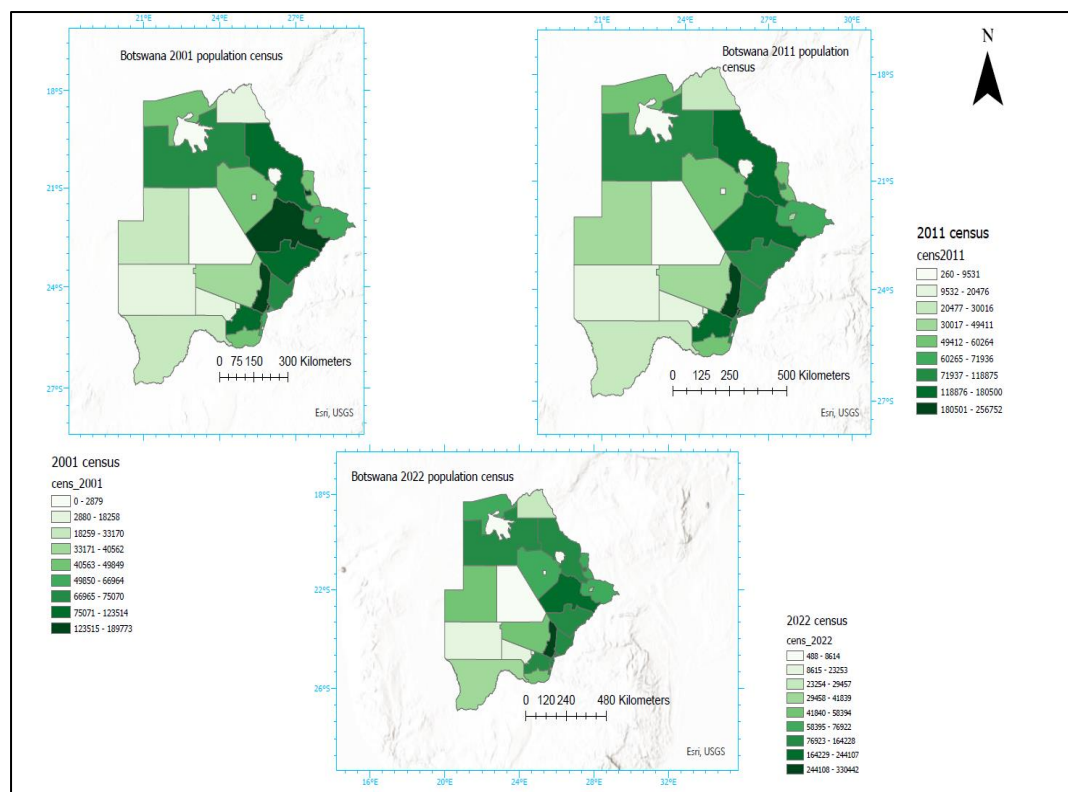 21°E 24°E 27°E
Botswana 2001 population census
18°S
21°S
24°S
27°S
0 75 150 300 Kilometers
Esri, USGS
21°E 24°E 27°E 30°E
Botswana 2011 population
census
18°S
21°S
24°S
27°S
0 125 250 500 Kilometers
Esri, USGS
N
2011 census
cens2011
260 - 9531
9532 - 20476
20477 - 30016
30017 - 49411
49412 - 60264
60265 - 71936
71937 - 118875
118876 - 180500
180501 - 256752
2001 census
cens_2001
0 - 2879
2880 - 18258
18259 - 33170
33171 - 40562
40563 - 49849
49850 - 66964
66965 - 75070
75071 - 123514
123515 - 189773
Botswana 2022 population census
18°S
22°S
26°S
0 120 240 480 Kilometers
Esri, USGS
16°E 20°E 24°E 28°E 32°E
2022 census
cens_2022
488 - 8614
8615 - 23253
23254 - 29457
29458 - 41839
41840 - 58394
58395 - 76922
76923 - 164228
164229 - 244107
244108 - 330442